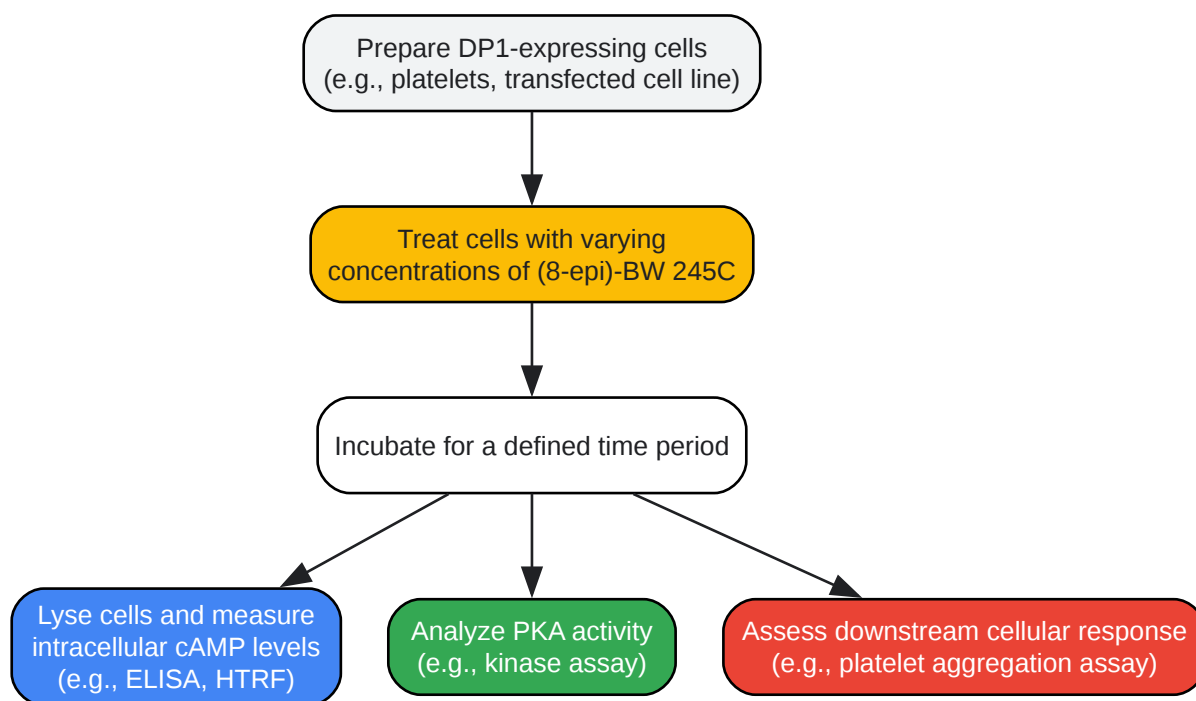 Prepare DP1-expressing cells
(e.g., platelets, transfected cell line)
Treat cells with varying
concentrations of (8-epi)-BW 245C
Incubate for a defined time period
Lyse cells and measure
intracellular cAMP levels
(e.g., ELISA, HTRF)
Analyze PKA activity
(e.g., kinase assay)
Assess downstream cellular response
(e.g., platelet aggregation assay)